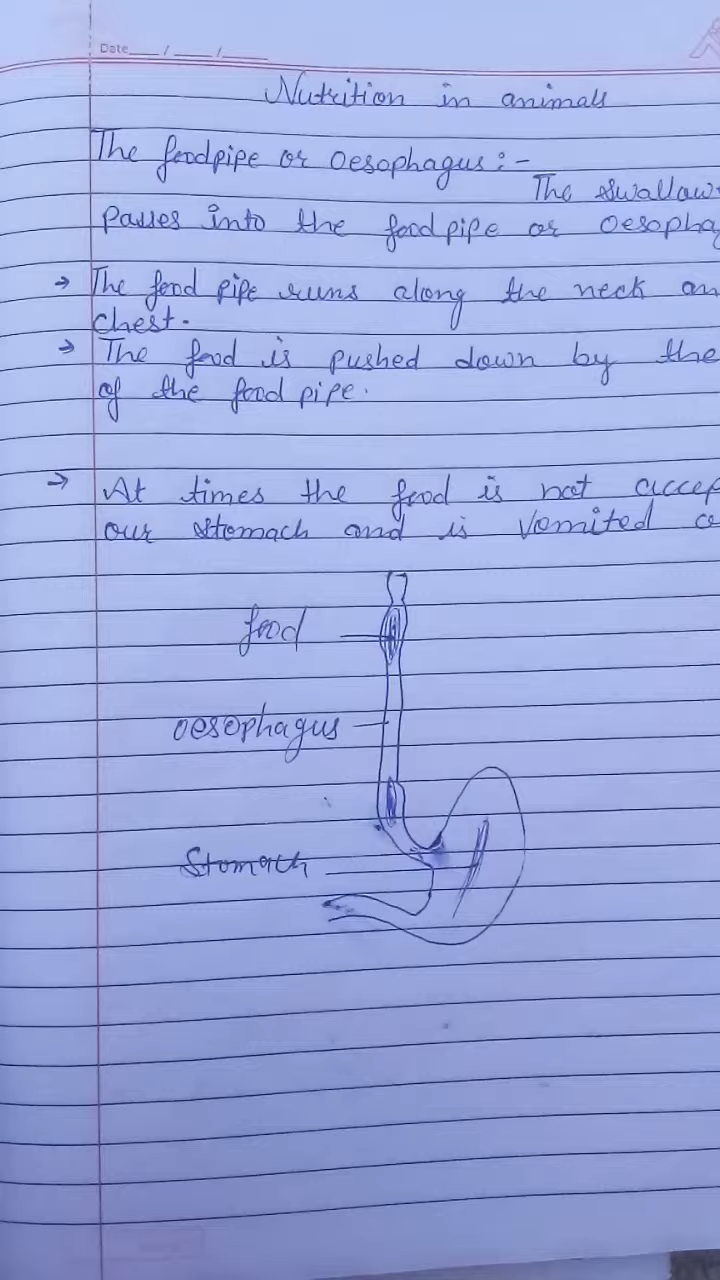 Date___/___/___
Nutrition in animals
The foodpipe or oesophagus :-
The swallow
passes into the foodpipe or oesopha
→ The food pipe runs along the neck an
chest.
→ The food is pushed down by the
of the food pipe.
→ At times the food is not accep
our stomach and is vomited
food
oesophagus
Stomach